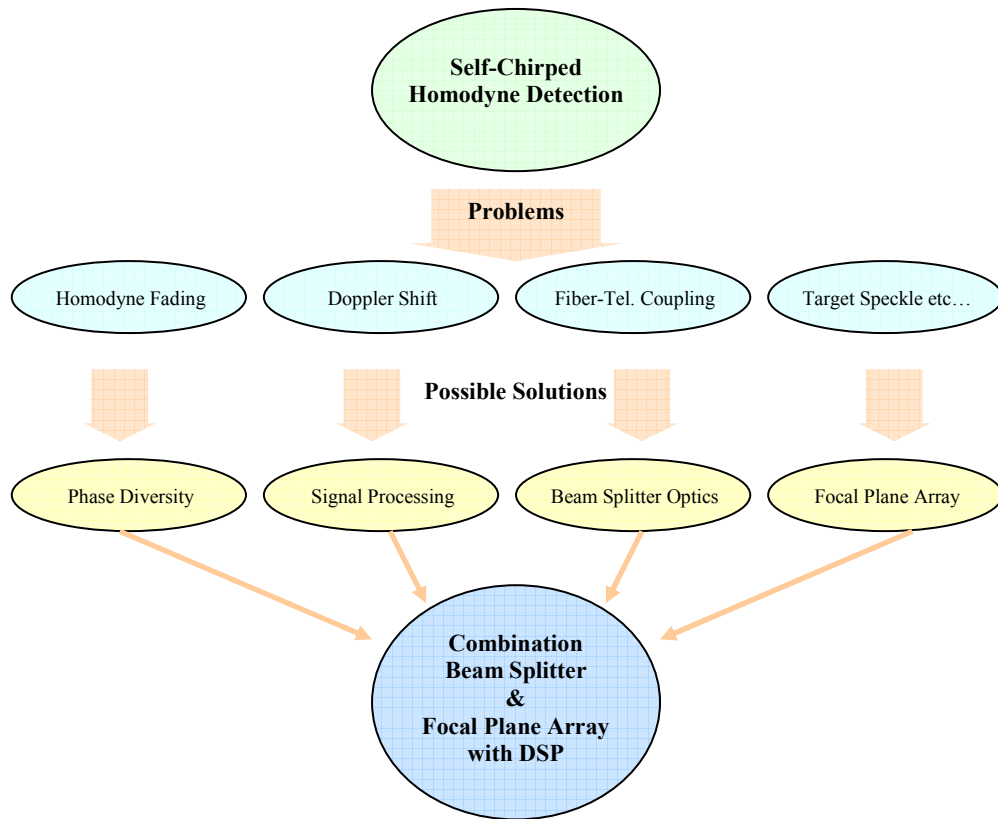 Self-Chirped
Homodyne Detection
Problems
Homodyne Fading
Doppler Shift
Fiber-Tel. Coupling
Target Speckle etc…
Possible Solutions
Phase Diversity
Signal Processing
Beam Splitter Optics
Focal Plane Array
Combination
Beam Splitter
&
Focal Plane Array
with DSP